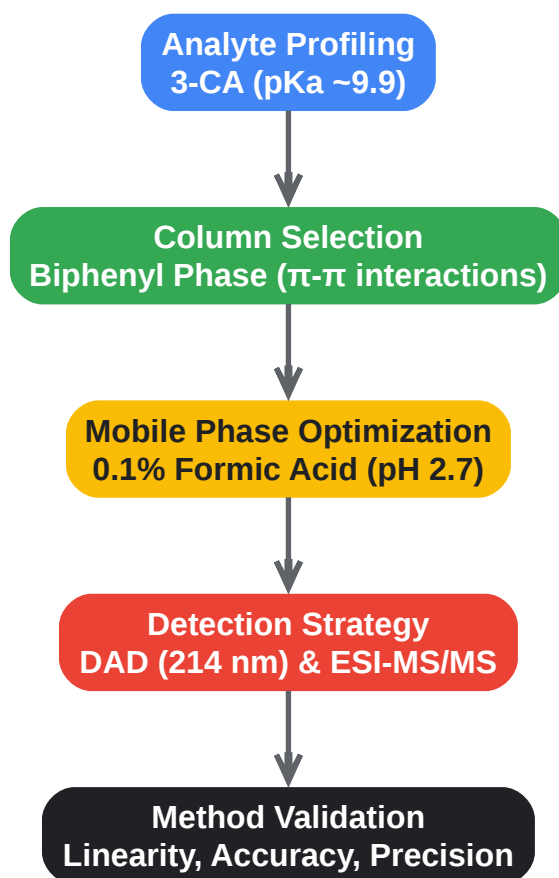 Analyte Profiling
3-CA (pKa ~9.9)
Column Selection
Biphenyl Phase (π-π interactions)
Mobile Phase Optimization
0.1% Formic Acid (pH 2.7)
Detection Strategy
DAD (214 nm) & ESI-MS/MS
Method Validation
Linearity, Accuracy, Precision